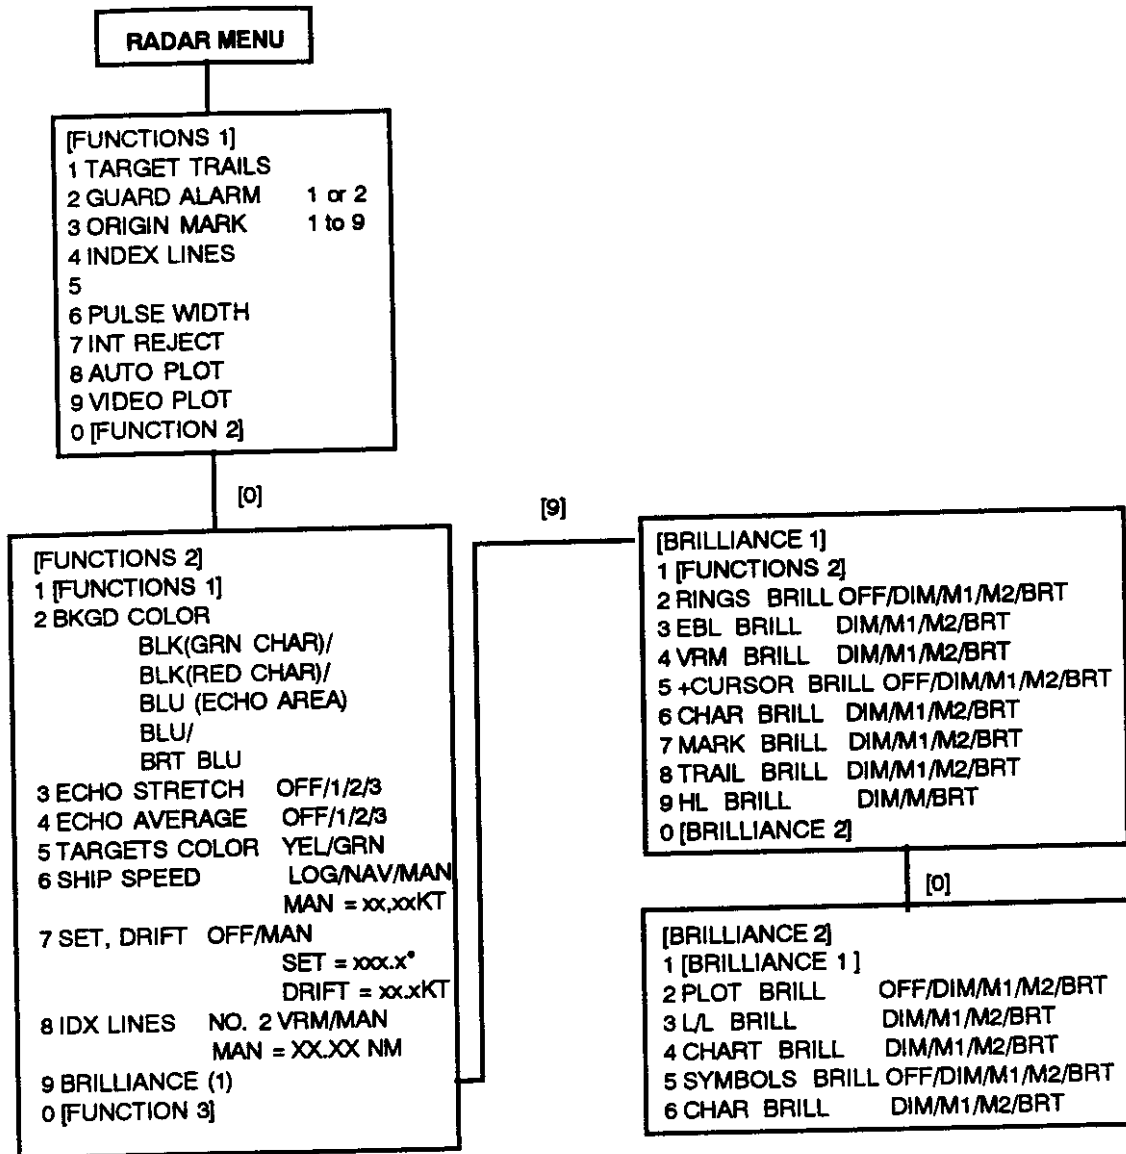 RADAR MENU
[FUNCTIONS 1]
1 TARGET TRAILS
2 GUARD ALARM 1 or 2
3 ORIGIN MARK 1 to 9
4 INDEX LINES
5
6 PULSE WIDTH
7 INT REJECT
8 AUTO PLOT
9 VIDEO PLOT
0 [FUNCTION 2]
[0]
[FUNCTIONS 2]
1 [FUNCTIONS 1]
2 BKGD COLOR
BLK(GRN CHAR)/
BLK(RED CHAR)/
BLU (ECHO AREA)
BLU/
BRT BLU
3 ECHO STRETCH OFF/1/2/3
4 ECHO AVERAGE OFF/1/2/3
5 TARGETS COLOR YEL/GRN
6 SHIP SPEED LOG/NAV/MAN
MAN = xx,xxKT
7 SET, DRIFT OFF/MAN
SET = xxx.x°
DRIFT = xx.xKT
8 IDX LINES NO. 2 VRM/MAN
MAN = XX.XX NM
9 BRILLIANCE (1)
0 [FUNCTION 3]
[9]
[BRILLIANCE 1]
1 [FUNCTIONS 2]
2 RINGS BRILL OFF/DIM/M1/M2/BRT
3 EBL BRILL DIM/M1/M2/BRT
4 VRM BRILL DIM/M1/M2/BRT
5 +CURSOR BRILL OFF/DIM/M1/M2/BRT
6 CHAR BRILL DIM/M1/M2/BRT
7 MARK BRILL DIM/M1/M2/BRT
8 TRAIL BRILL DIM/M1/M2/BRT
9 HL BRILL DIM/M/BRT
0 [BRILLIANCE 2]
[0]
[BRILLIANCE 2]
1 [BRILLIANCE 1 ]
2 PLOT BRILL OFF/DIM/M1/M2/BRT
3 L/L BRILL DIM/M1/M2/BRT
4 CHART BRILL DIM/M1/M2/BRT
5 SYMBOLS BRILL OFF/DIM/M1/M2/BRT
6 CHAR BRILL DIM/M1/M2/BRT